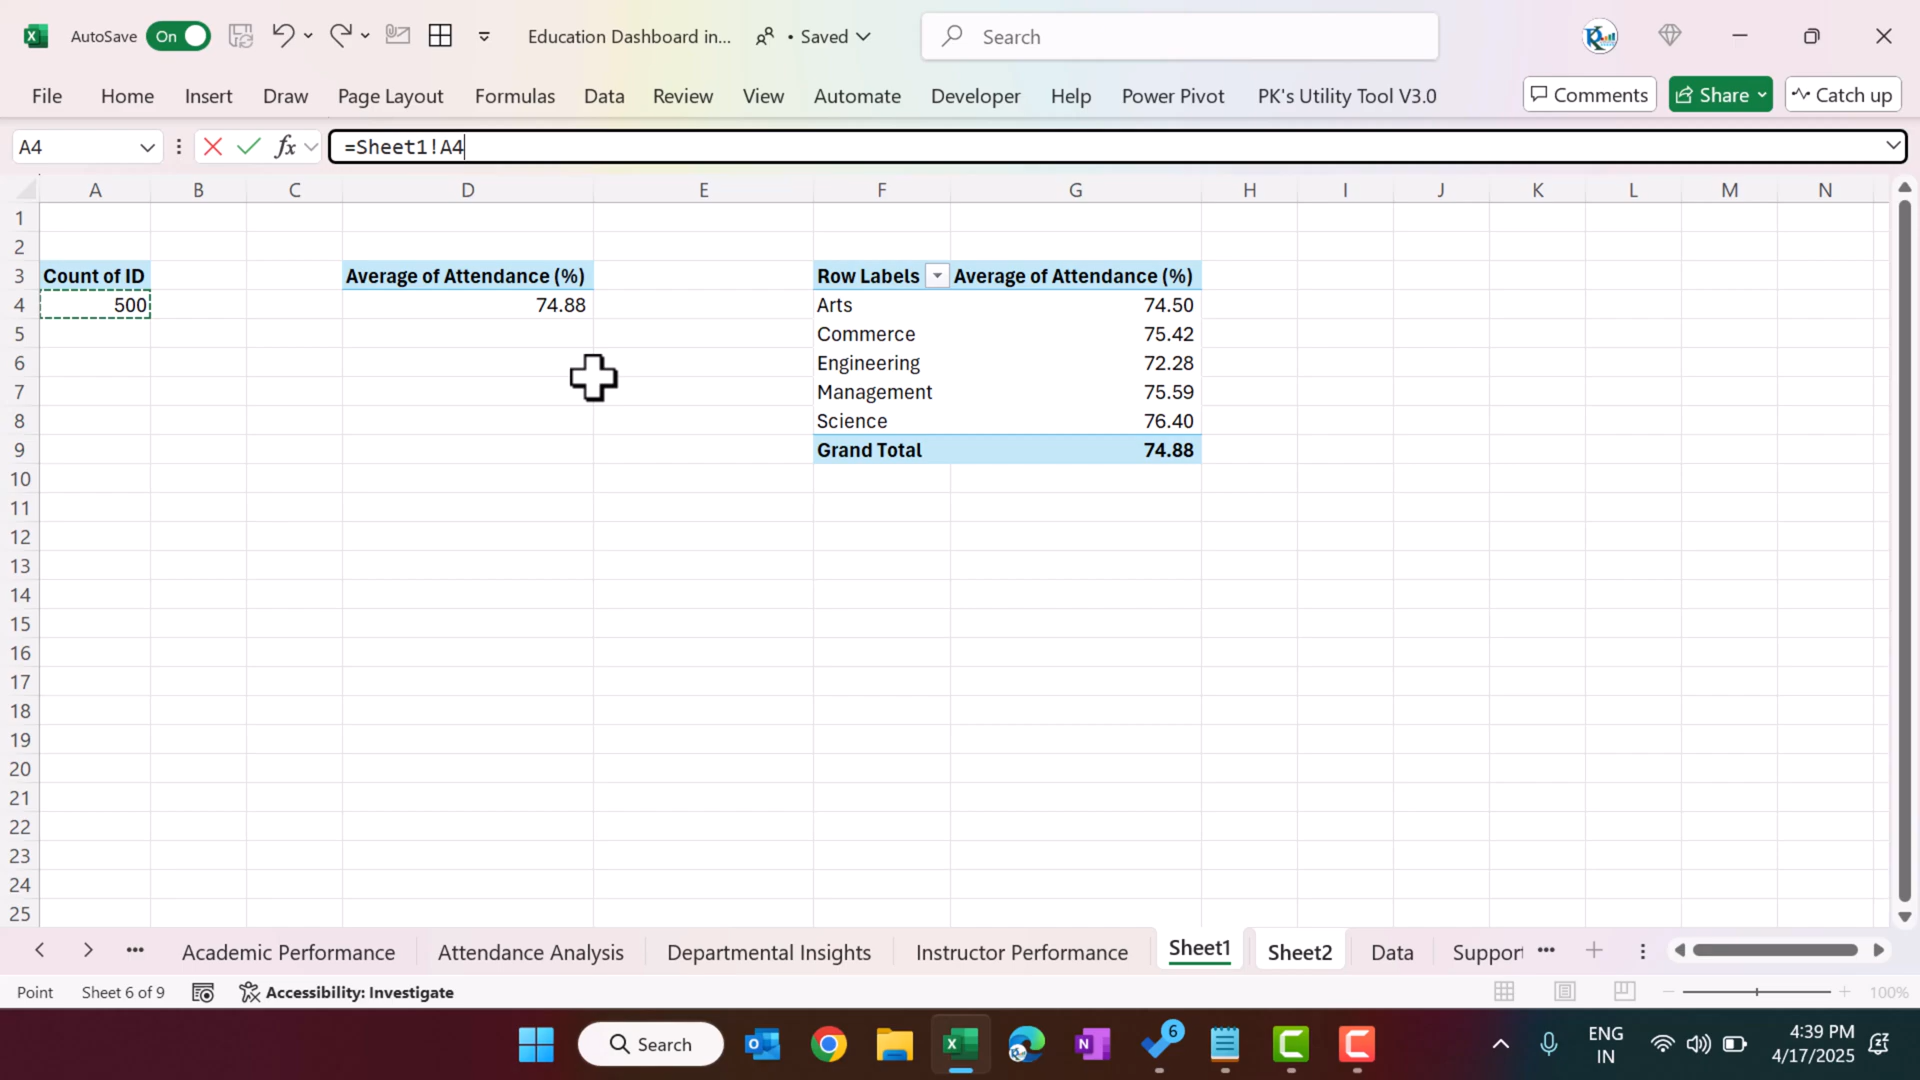 AutoSave On Education Dashboard in... • Saved Search
File Home Insert Draw Page Layout Formulas Data Review View Automate Developer Help Power Pivot PK's Utility Tool V3.0 Comments Share Catch up
A4 fx =Sheet1!A4
A B C D E F G H I J K L M N
1
2
3 Count of ID Average of Attendance (%) Row Labels Average of Attendance (%)
4 500 74.88 Arts 74.50
5 Commerce 75.42
6 Engineering 72.28
7 Management 75.59
8 Science 76.40
9 Grand Total 74.88
10
11
12
13
14
15
16
17
18
19
20
21
22
23
24
25
••• Academic Performance Attendance Analysis Departmental Insights Instructor Performance Sheet1 Sheet2 Data Support •••
Point Sheet 6 of 9 Accessibility: Investigate 100%
Search 6 ENG 4:39 PM
IN 4/17/2025